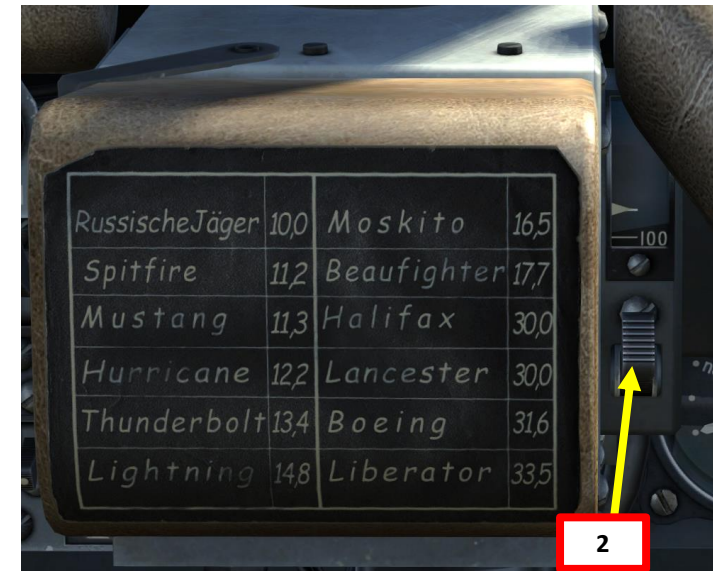 RussischeJäger 10,0 Moskito 16,5
Spitfire 11,2 Beaufighter 17,7
100
Mustang 11,3 Halifax 30,0
Hurricane 12,2 Lancester 30,0
Thunderbolt 13,4 Boeing 31,6
Lightning 14,8 Liberator 33,5
2